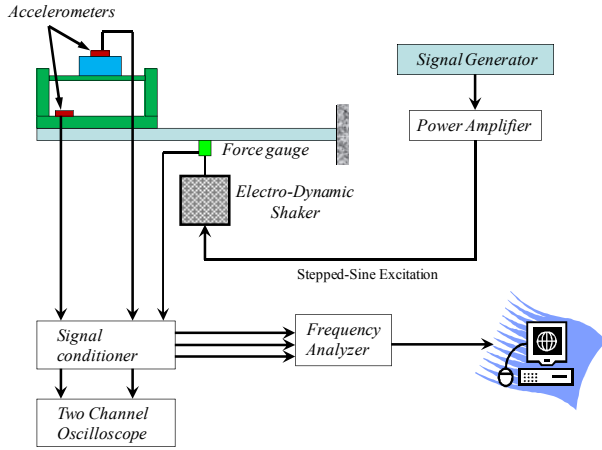 Accelerometers
Signal Generator
Power Amplifier
Force gauge
Electro-Dynamic
Shaker
Stepped-Sine Excitation
Signal
conditioner
Frequency
Analyzer
Two Channel
Oscilloscope